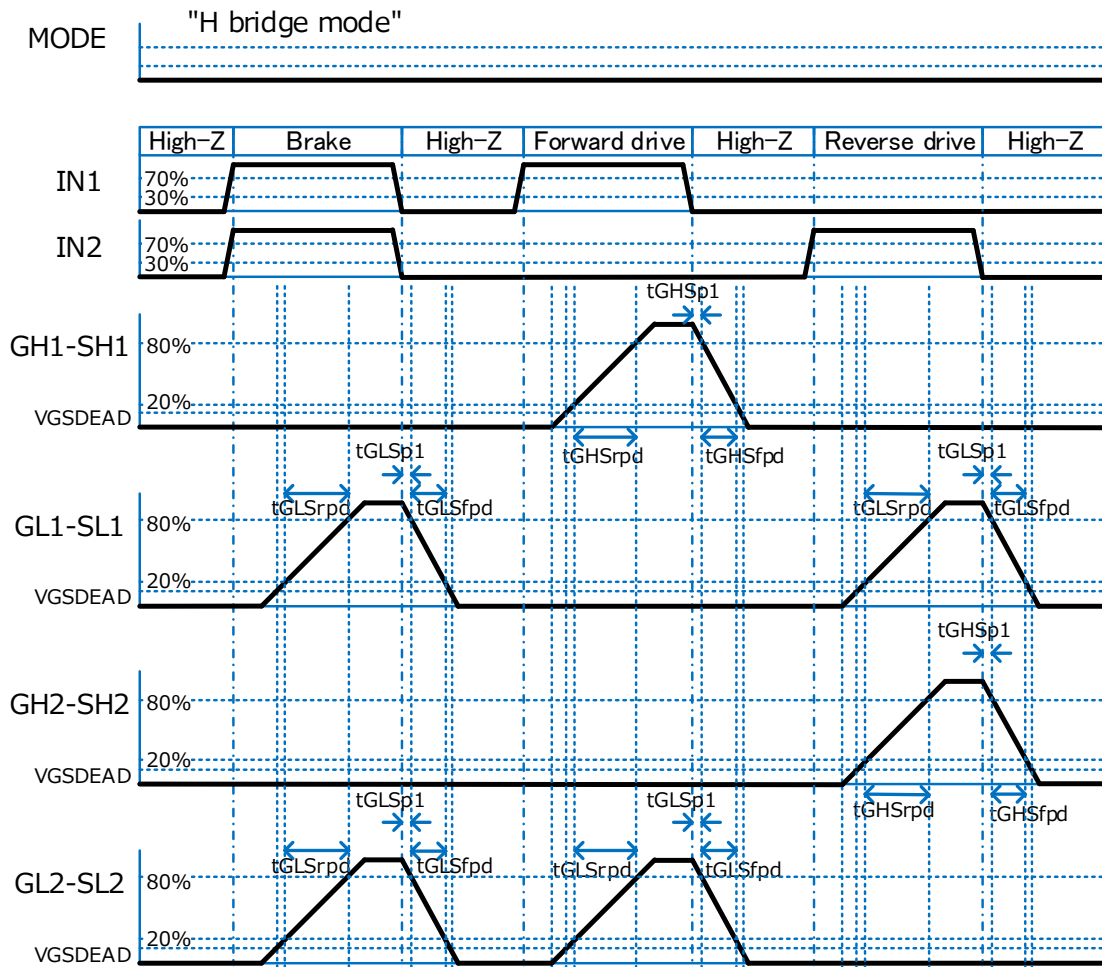 "H bridge mode"
MODE
High-Z Brake High-Z Forward drive High-Z Reverse drive High-Z
IN1
70%
30%
IN2
70%
30%
tGHSp1
GH1-SH1
80%
20%
VGSDEAD
tGHSrpd
tGHSfpd
tGLSp1
tGLSp1
tGLSrpd
tGLSfpd
tGLSrpd
tGLSfpd
GL1-SL1
80%
20%
VGSDEAD
tGHSp1
GH2-SH2
80%
20%
VGSDEAD
tGHSrpd
tGHSfpd
tGLSp1
tGLSp1
tGLSrpd
tGLSfpd
tGLSrpd
tGLSfpd
GL2-SL2
80%
20%
VGSDEAD